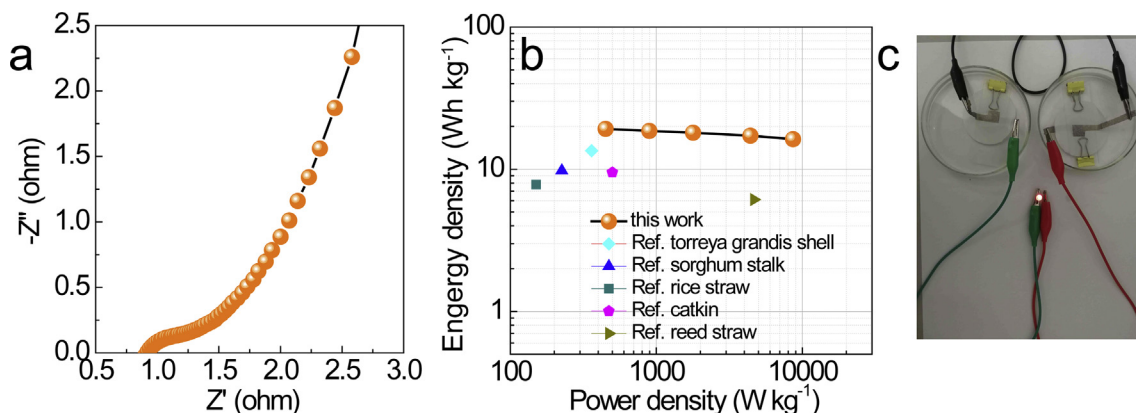 a
2.5
2.0
1.5
1.0
0.5
0.0
-Z" (ohm)
0.5 1.0 1.5 2.0 2.5 3.0
Z' (ohm)
b
100
10
1
Engergy density (Wh kg⁻¹)
this work
Ref. torreya grandis shell
Ref. sorghum stalk
Ref. rice straw
Ref. catkin
Ref. reed straw
100 1000 10000
Power density (W kg⁻¹)
c